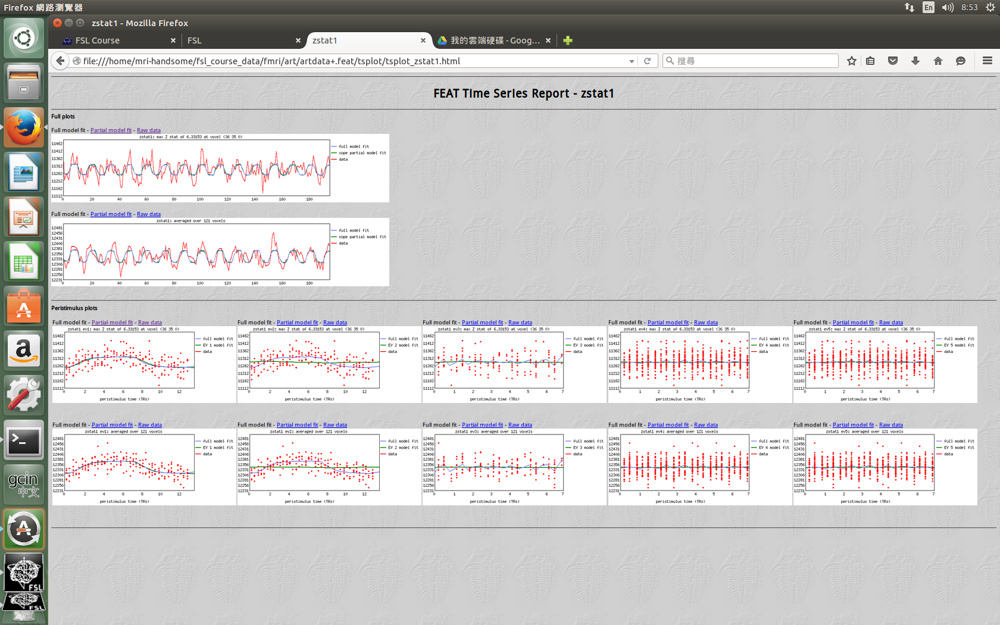 Firefox 網路瀏覽器
En
8:53
zstat1 - Mozilla Firefox
FSL Course
FSL
zstat1
我的雲端硬碟 - Goog...
file:///home/mri-handsome/fsl_course_data/fmri/art/artdata+.feat/tsplot/tsplot_zstat1.html
搜尋
FEAT Time Series Report - zstat1
Full plots
Full model fit - Partial model fit - Raw data
zstat1: max Z stat of 6.33153 at voxel (36 35 0)
11462
11412
11362
11312
11262
11212
11162
11112
0 20 40 60 80 100 120 140 160 180
full model fit
cope partial model fit
data
Full model fit - Partial model fit - Raw data
zstat1: averaged over 121 voxels
12481
12456
12431
12406
12381
12356
12331
12306
12281
12256
12231
0 20 40 60 80 100 120 140 160 180
full model fit
cope partial model fit
data
Peristimulus plots
Full model fit - Partial model fit - Raw data
zstat1 ev1: max Z stat of 6.33153 at voxel (36 35 0)
11462
11412
11362
11312
11262
11212
11162
11112
0 2 4 6 8 10 12
peristimulus time (TRs)
full model fit
EV 1 model fit
data
Full model fit - Partial model fit - Raw data
zstat1 ev2: max Z stat of 6.33153 at voxel (36 35 0)
11462
11412
11362
11312
11262
11212
11162
11112
0 2 4 6 8 10 12
peristimulus time (TRs)
full model fit
EV 2 model fit
data
Full model fit - Partial model fit - Raw data
zstat1 ev3: max Z stat of 6.33153 at voxel (36 35 0)
11462
11412
11362
11312
11262
11212
11162
11112
0 1 2 3 4 5 6 7
peristimulus time (TRs)
full model fit
EV 3 model fit
data
Full model fit - Partial model fit - Raw data
zstat1 ev4: max Z stat of 6.33153 at voxel (36 35 0)
11462
11412
11362
11312
11262
11212
11162
11112
0 1 2 3 4 5 6 7
peristimulus time (TRs)
full model fit
EV 4 model fit
data
Full model fit - Partial model fit - Raw data
zstat1 ev5: max Z stat of 6.33153 at voxel (36 35 0)
11462
11412
11362
11312
11262
11212
11162
11112
0 1 2 3 4 5 6 7
peristimulus time (TRs)
full model fit
EV 5 model fit
data
Full model fit - Partial model fit - Raw data
zstat1 ev1: averaged over 121 voxels
12481
12456
12431
12406
12381
12356
12331
12306
12281
12256
12231
0 2 4 6 8 10 12
peristimulus time (TRs)
full model fit
EV 1 model fit
data
Full model fit - Partial model fit - Raw data
zstat1 ev2: averaged over 121 voxels
12481
12456
12431
12406
12381
12356
12331
12306
12281
12256
12231
0 2 4 6 8 10 12
peristimulus time (TRs)
full model fit
EV 2 model fit
data
Full model fit - Partial model fit - Raw data
zstat1 ev3: averaged over 121 voxels
12481
12456
12431
12406
12381
12356
12331
12306
12281
12256
12231
0 1 2 3 4 5 6 7
peristimulus time (TRs)
full model fit
EV 3 model fit
data
Full model fit - Partial model fit - Raw data
zstat1 ev4: averaged over 121 voxels
12481
12456
12431
12406
12381
12356
12331
12306
12281
12256
12231
0 1 2 3 4 5 6 7
peristimulus time (TRs)
full model fit
EV 4 model fit
data
Full model fit - Partial model fit - Raw data
zstat1 ev5: averaged over 121 voxels
12481
12456
12431
12406
12381
12356
12331
12306
12281
12256
12231
0 1 2 3 4 5 6 7
peristimulus time (TRs)
full model fit
EV 5 model fit
data
gcin
中文
FSL
FSL